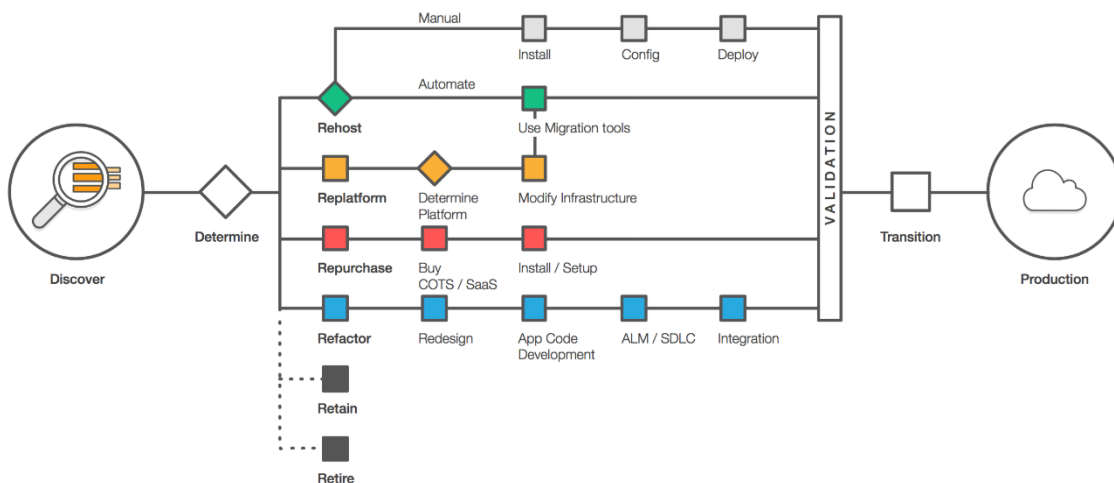 Manual
Install
Config
Deploy
Automate
Rehost
Use Migration tools
Replatform
Determine
Platform
Modify Infrastructure
Repurchase
Buy
COTS / SaaS
Install / Setup
Refactor
Redesign
App Code
Development
ALM / SDLC
Integration
Retain
Retire
Discover
Determine
VALIDATION
Transition
Production